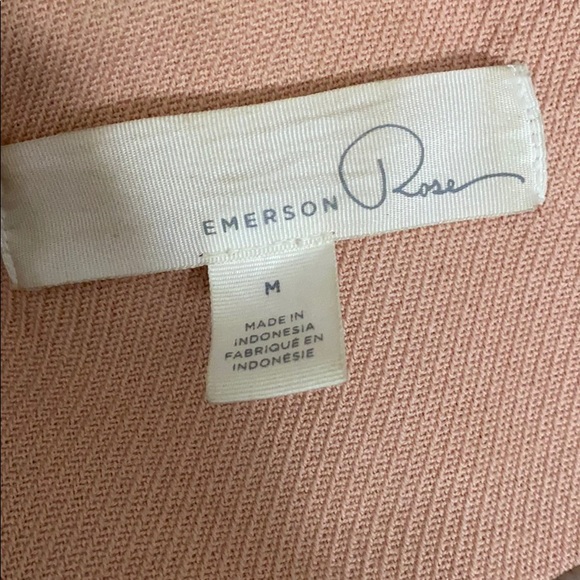 EMERSON Rose
M
MADE IN
INDONESIA
FABRIQUÉ EN
INDONÉSIE